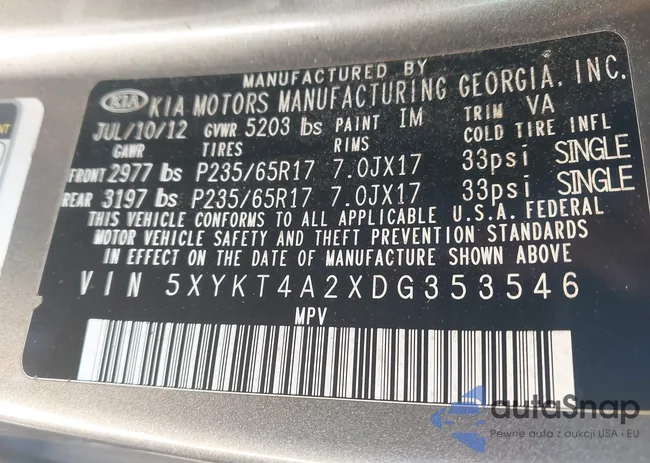 MANUFACTURED BY
KIA KIA MOTORS MANUFACTURING GEORGIA, INC.
JUL/10/12 GVWR 5203 lbs PAINT IM TRIM VA
GAWR TIRES RIMS COLD TIRE INFL
FRONT 2977 lbs P235/65R17 7.0JX17 33psi SINGLE
REAR 3197 lbs P235/65R17 7.0JX17 33psi SINGLE
THIS VEHICLE CONFORMS TO ALL APPLICABLE U.S.A. FEDERAL
MOTOR VEHICLE SAFETY AND THEFT PREVENTION STANDARDS
IN EFFECT ON THE DATE OF MANUFACTURE SHOWN ABOVE
VIN 5XYKT4A2XDG353546
MPV
autaSnap
Pewne auta z aukcji USA i EU